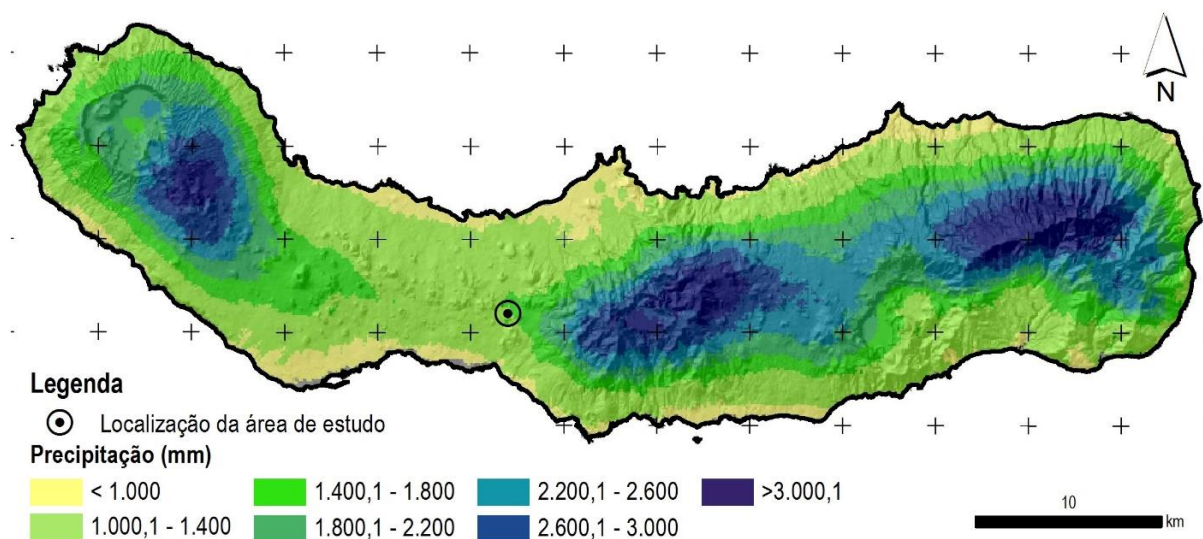 N
Legenda
Localização da área de estudo
Precipitação (mm)
< 1.000
1.400,1 - 1.800
2.200,1 - 2.600
>3.000,1
1.000,1 - 1.400
1.800,1 - 2.200
2.600,1 - 3.000
10
km